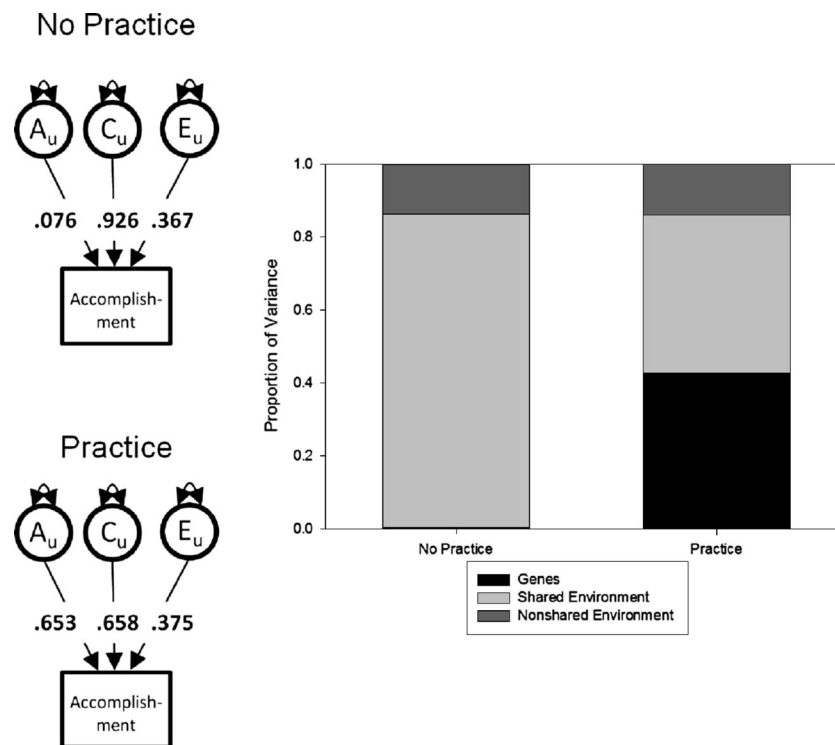 No Practice
Au Cu Eu
.076 .926 .367
Accomplish-
ment
Practice
Au Cu Eu
.653 .658 .375
Accomplish-
ment
Proportion of Variance
1.0
0.8
0.6
0.4
0.2
0.0
No Practice Practice
Genes
Shared Environment
Nonshared Environment